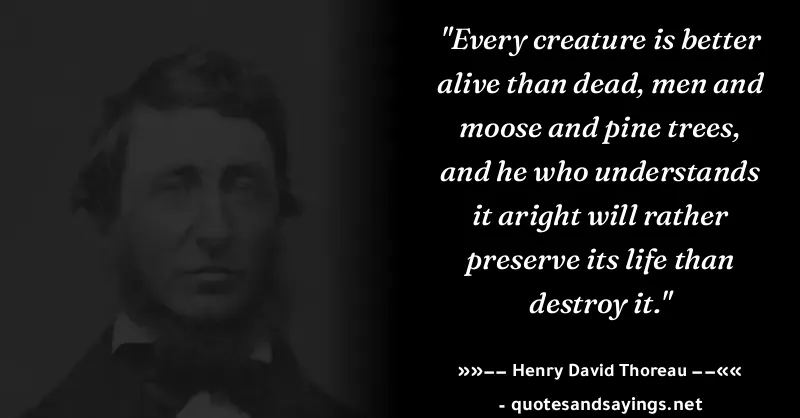 "Every creature is better
alive than dead, men and
moose and pine trees,
and he who understands
it aright will rather
preserve its life than
destroy it."
»»–– Henry David Thoreau ––««
- quotesandsayings.net